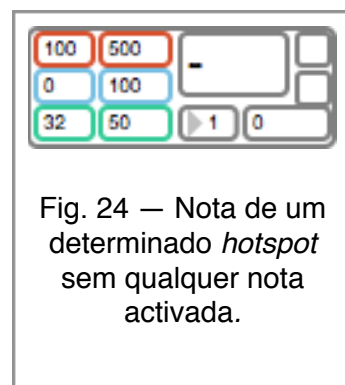 100 500
-
0 100
32 50 1 0
Fig. 24 — Nota de um
determinado hotspot
sem qualquer nota
activada.